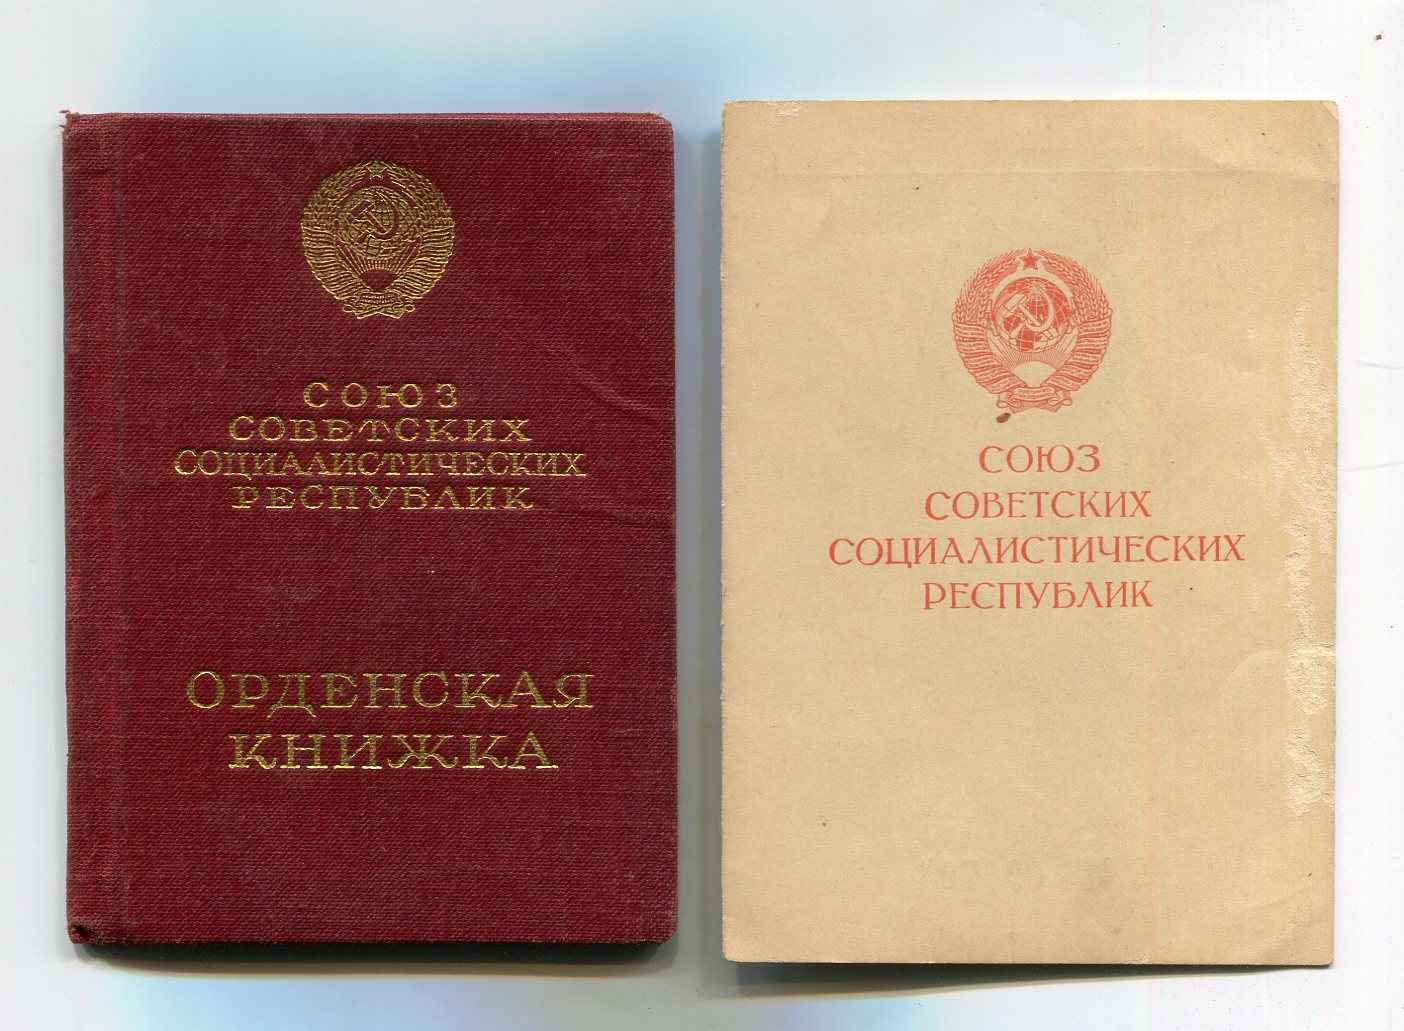 СОЮЗ
СОВЕТСКИХ
СОЦИАЛИСТИЧЕСКИХ
РЕСПУБЛИК
ОРДЕНСКАЯ
КНИЖКА
СОЮЗ
СОВЕТСКИХ
СОЦИАЛИСТИЧЕСКИХ
РЕСПУБЛИК